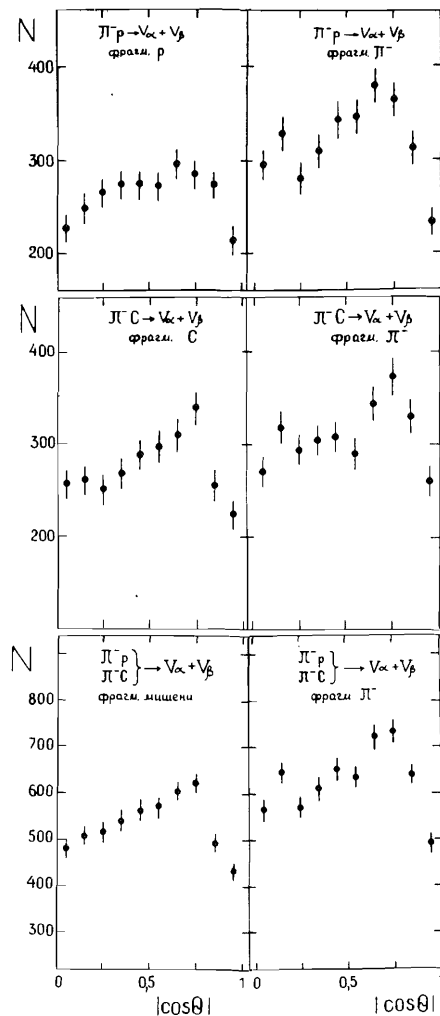 N
400
300
200
π⁻p → Vα + Vβ
фрагм. p
π⁻p → Vα + Vβ
фрагм. π⁻
N
400
300
200
π⁻C → Vα + Vβ
фрагм. C
π⁻C → Vα + Vβ
фрагм. π⁻
N
800
700
600
500
400
300
π⁻p
π⁻C } → Vα + Vβ
фрагм. мишени
π⁻p
π⁻C } → Vα + Vβ
фрагм. π⁻
0 0,5 1 0 0,5 1
|cosθ| |cosθ|